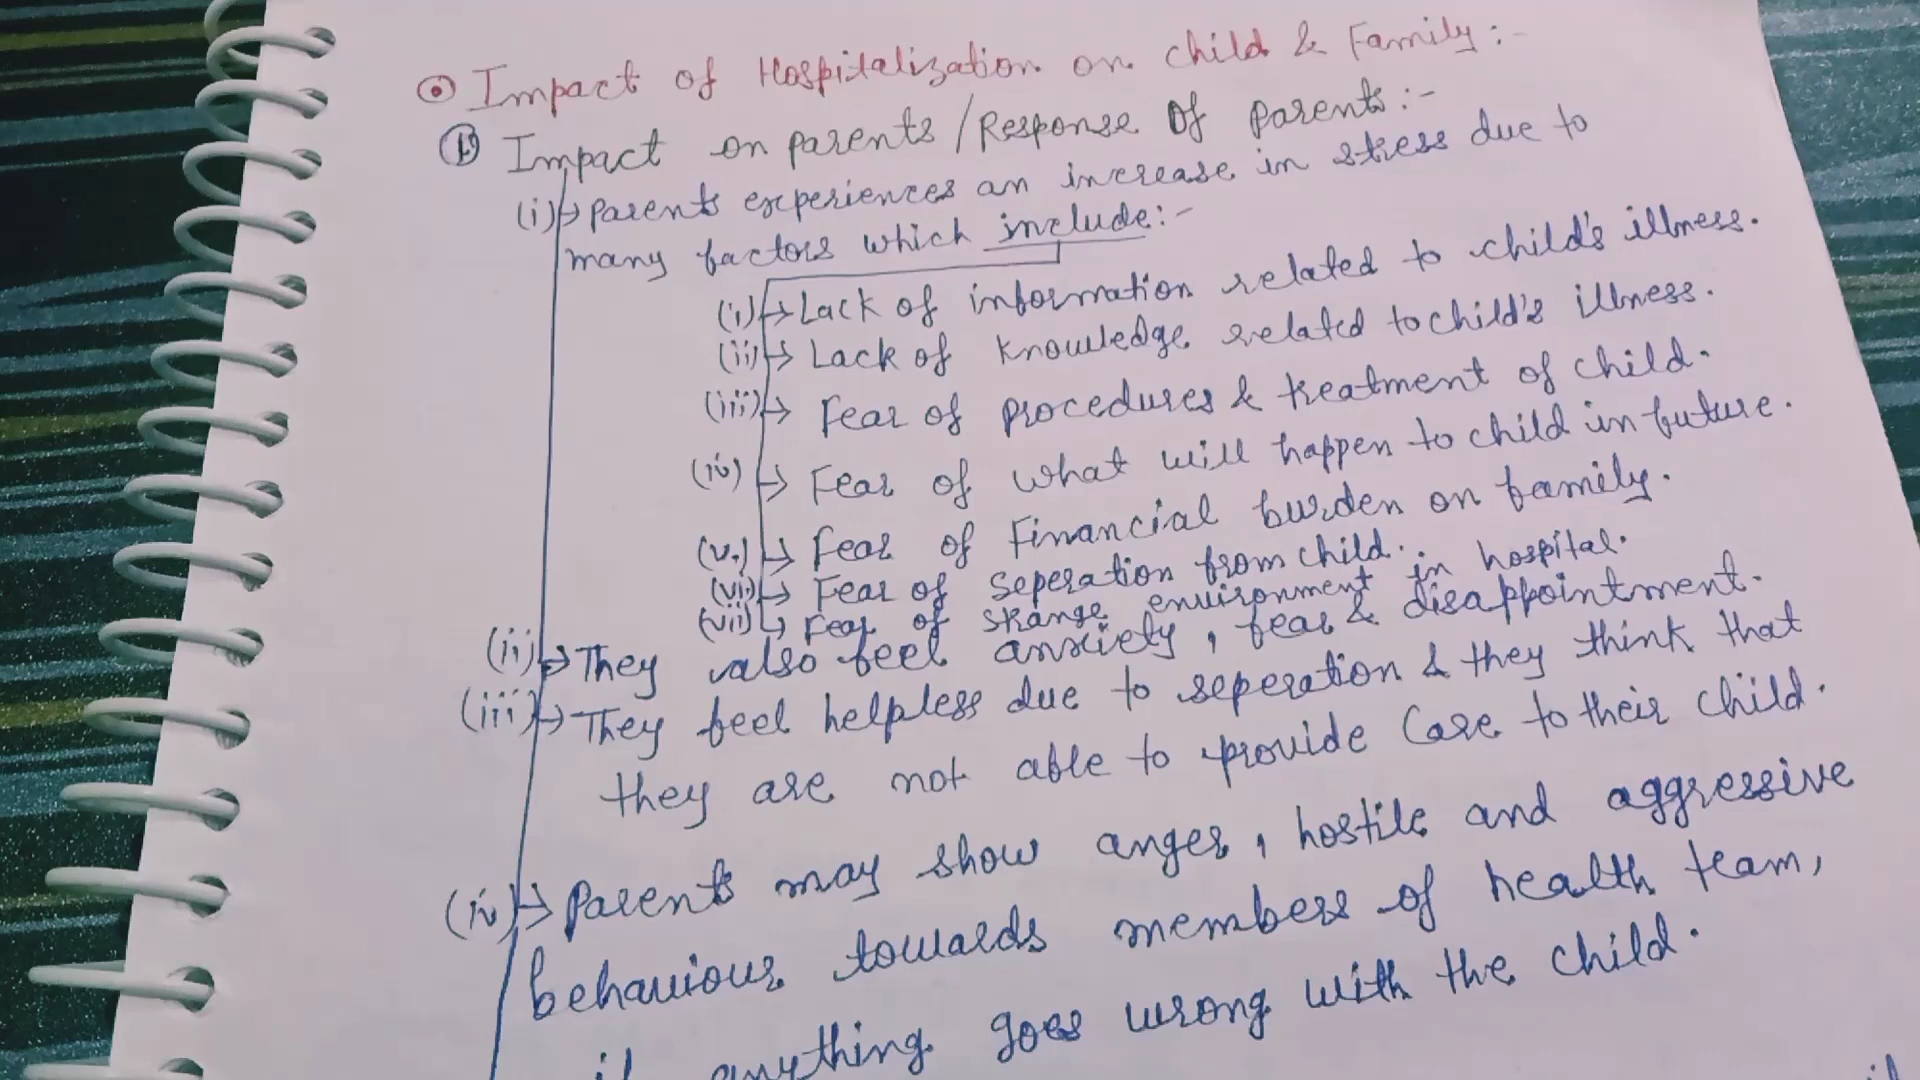 ⊙ Impact of Hospitalization on child & Family :-
① Impact on parents / Response Of parents :-
(i) → Parents experiences an increase in stress due to
many factors which include :-
(i) → Lack of information related to child's illness.
(ii) → Lack of knowledge related to child's illness.
(iii) → Fear of procedures & treatment of child.
(iv) → Fear of what will happen to child in future.
(v.) → Fear of Financial burden on family.
(vi) → Fear of seperation from child.
(vii) → Fear of strange environment in hospital.
(ii) → They also feel anxiety, fear & disappointment.
(iii) → They feel helpless due to seperation & they think that
they are not able to provide Care to their child.
(iv) → Parents may show anger, hostile and aggressive
behaviour towards members of health team,
if anything goes wrong with the child.